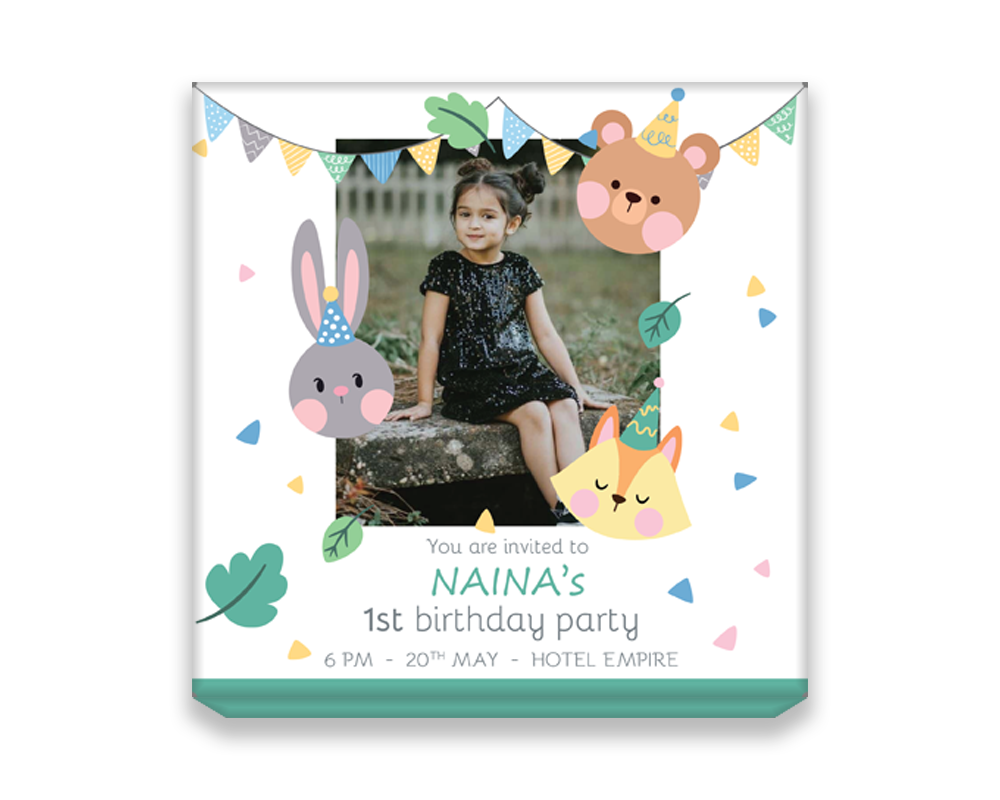 You are invited to
NAINA's
1st birthday party
6 PM - 20TH MAY - HOTEL EMPIRE